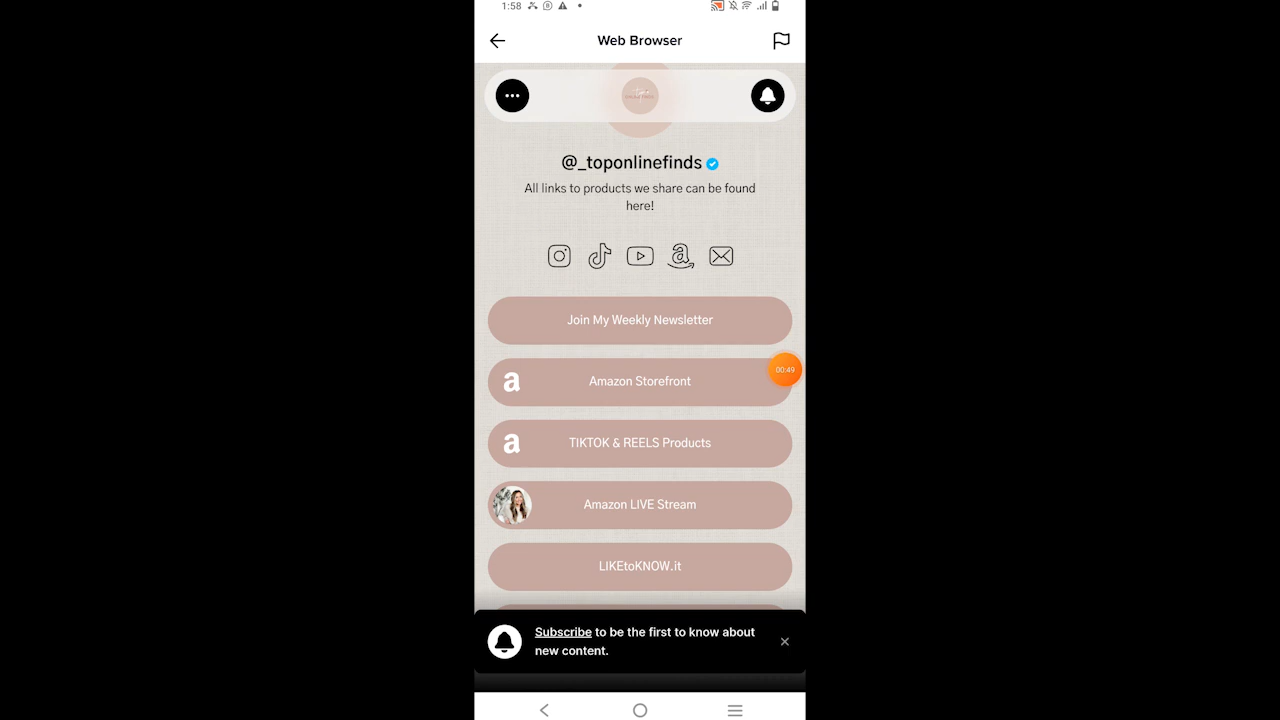 1:58
Web Browser
@_toponlinefinds
All links to products we share can be found
here!
Join My Weekly Newsletter
a Amazon Storefront
00:49
a TIKTOK & REELS Products
Amazon LIVE Stream
LIKEtoKNOW.it
Subscribe to be the first to know about
new content.